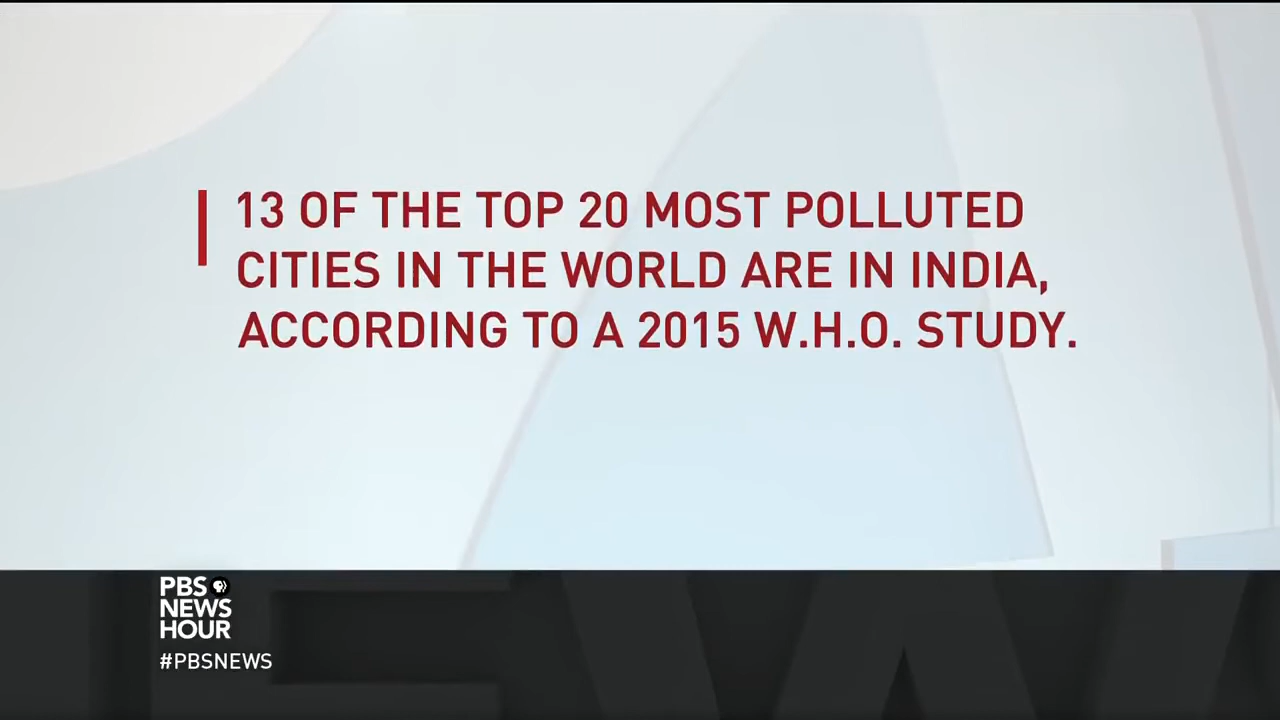 13 OF THE TOP 20 MOST POLLUTED
CITIES IN THE WORLD ARE IN INDIA,
ACCORDING TO A 2015 W.H.O. STUDY.
PBS
NEWS
HOUR
#PBSNEWS